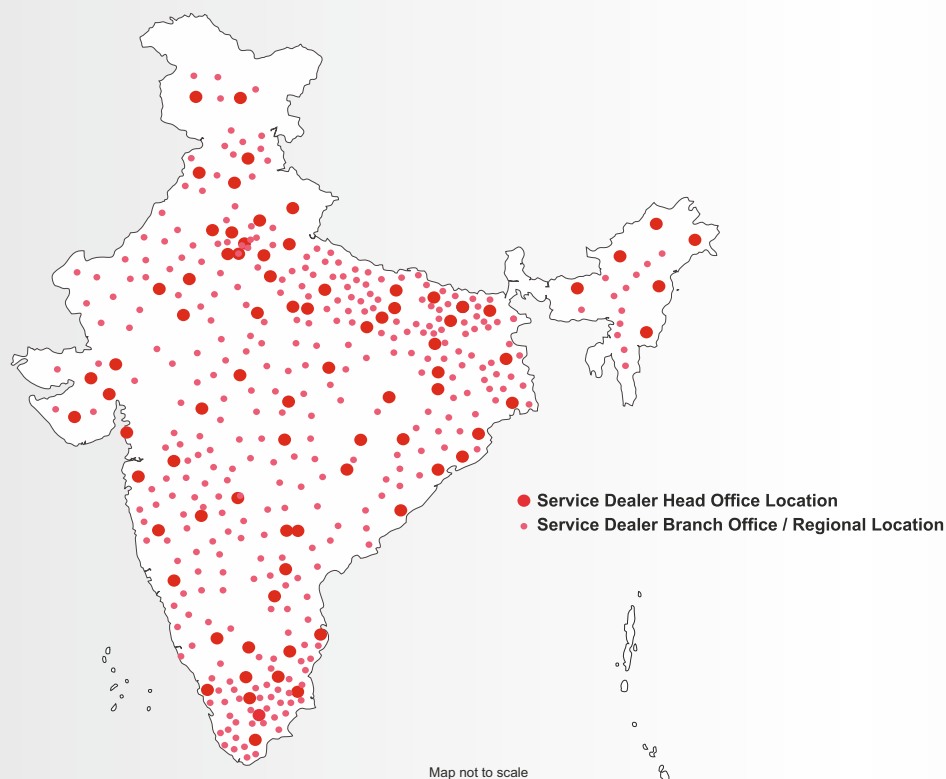 Service Dealer Head Office Location
Service Dealer Branch Office / Regional Location
Map not to scale